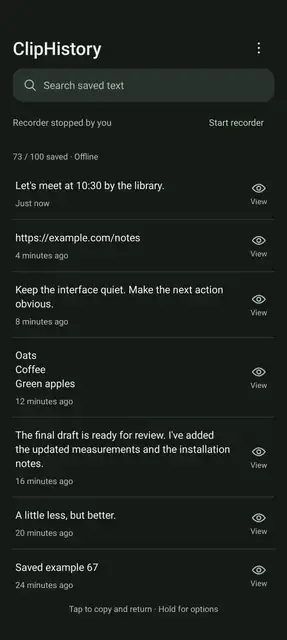 ClipHistory
Search saved text
Recorder stopped by you
Start recorder
73 / 100 saved · Offline
Let's meet at 10:30 by the library.
Just now
View
https://example.com/notes
4 minutes ago
View
Keep the interface quiet. Make the next action
obvious.
8 minutes ago
View
Oats
Coffee
Green apples
12 minutes ago
View
The final draft is ready for review. I've added
the updated measurements and the installation
notes.
16 minutes ago
View
A little less, but better.
20 minutes ago
View
Saved example 67
24 minutes ago
View
Tap to copy and return · Hold for options